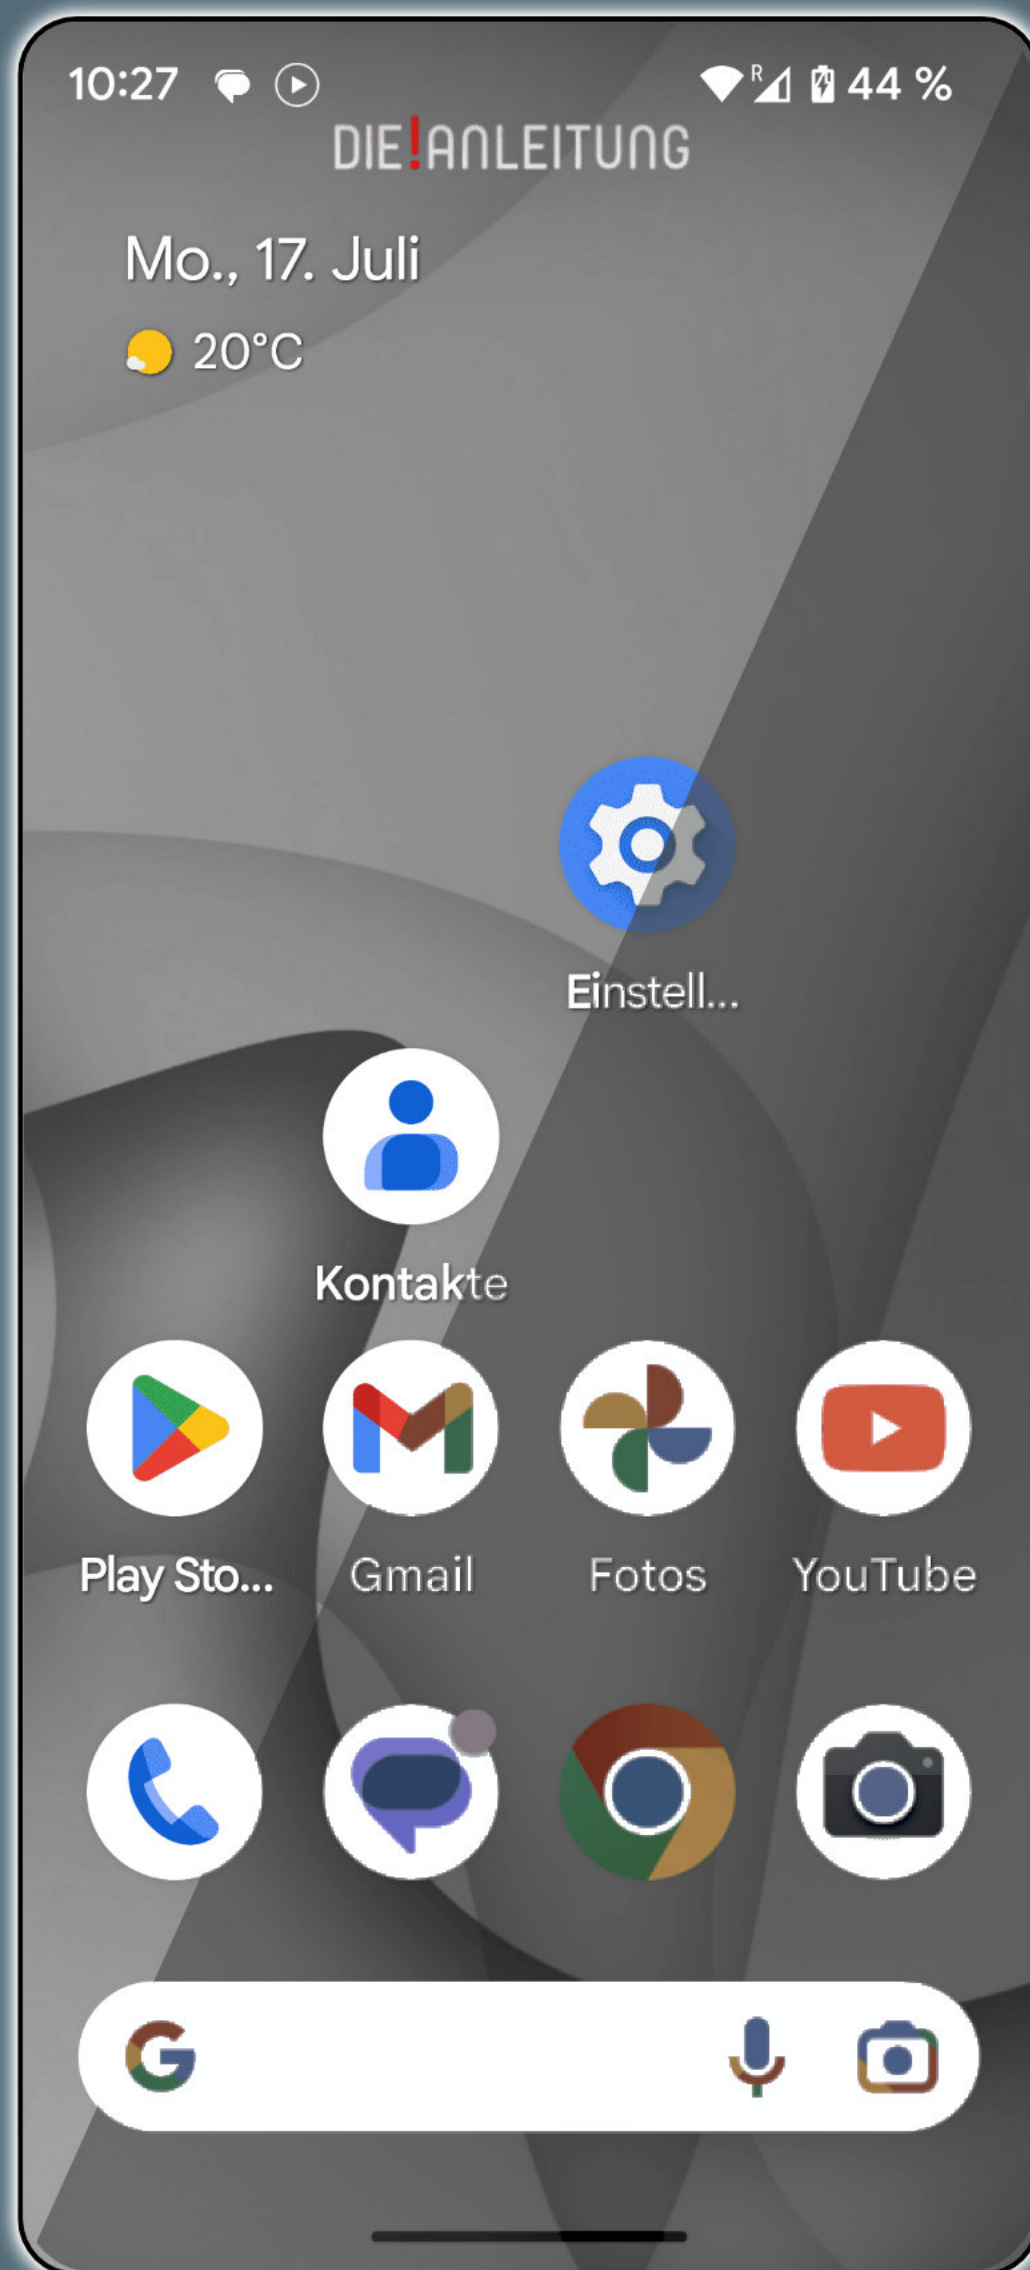 10:27 R 44 %
DIE!ANLEITUNG
Mo., 17. Juli
20°C
Einstell...
Kontakte
Play Sto... Gmail Fotos YouTube